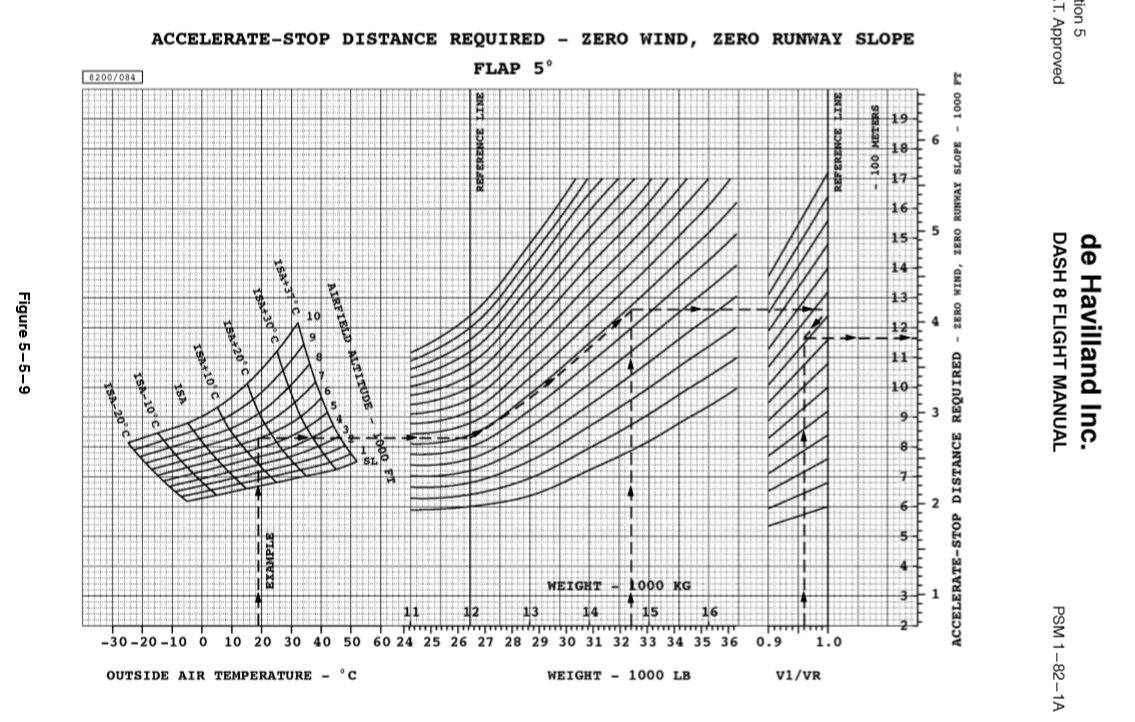 tion 5
.T. Approved
de Havilland Inc.
DASH 8 FLIGHT MANUAL
PSM 1–82–1A
ACCELERATE–STOP DISTANCE REQUIRED – ZERO WIND, ZERO RUNWAY SLOPE
FLAP 5°
8200/084
REFERENCE LINE
REFERENCE LINE
100 METERS -
ISA–20°C
ISA–10°C
ISA
ISA+10°C
ISA+20°C
ISA+30°C
ISA+37°C
AIRFIELD ALTITUDE – 1000 FT
10
9
8
7
6
5
4
3
2
1
SL
EXAMPLE
19
18
17
16
15
14
13
12
11
10
9
8
7
6
5
4
3
2
6
5
4
3
2
1
ACCELERATE–STOP DISTANCE REQUIRED – ZERO WIND, ZERO RUNWAY SLOPE – 1000 FT
WEIGHT – 1000 KG
11 12 13 14 15 16
–30 –20 –10 0 10 20 30 40 50 60 24 25 26 27 28 29 30 31 32 33 34 35 36 0.9 1.0
OUTSIDE AIR TEMPERATURE – °C
WEIGHT – 1000 LB
V1/VR
Figure 5–5–9